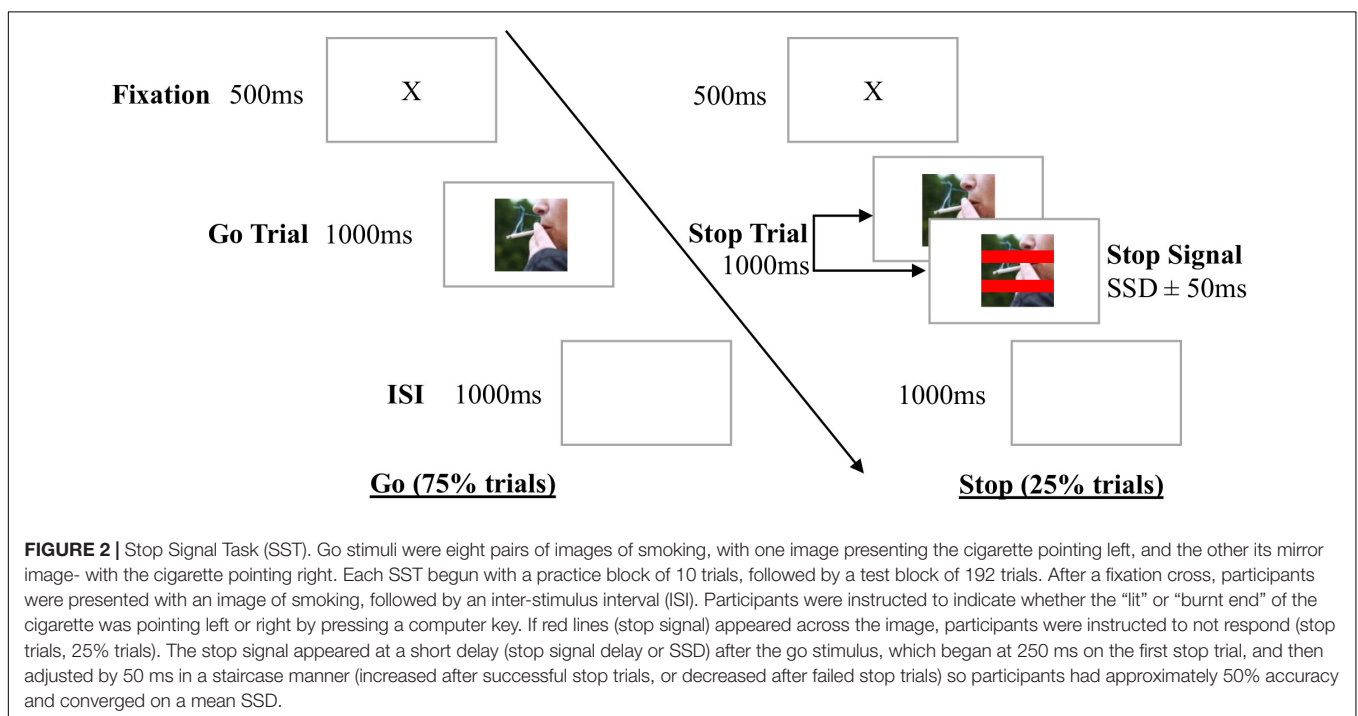 Fixation 500ms
X
500ms
X
Go Trial 1000ms
Stop Trial
1000ms
Stop Signal
SSD ± 50ms
ISI 1000ms
1000ms
Go (75% trials)
Stop (25% trials)
FIGURE 2 | Stop Signal Task (SST). Go stimuli were eight pairs of images of smoking, with one image presenting the cigarette pointing left, and the other its mirror
image- with the cigarette pointing right. Each SST begun with a practice block of 10 trials, followed by a test block of 192 trials. After a fixation cross, participants
were presented with an image of smoking, followed by an inter-stimulus interval (ISI). Participants were instructed to indicate whether the “lit” or “burnt end” of the
cigarette was pointing left or right by pressing a computer key. If red lines (stop signal) appeared across the image, participants were instructed to not respond (stop
trials, 25% trials). The stop signal appeared at a short delay (stop signal delay or SSD) after the go stimulus, which began at 250 ms on the first stop trial, and then
adjusted by 50 ms in a staircase manner (increased after successful stop trials, or decreased after failed stop trials) so participants had approximately 50% accuracy
and converged on a mean SSD.